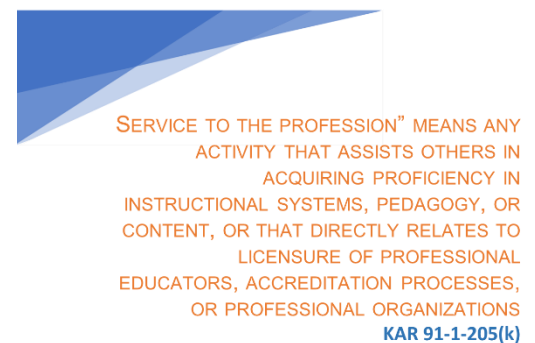 SERVICE TO THE PROFESSION” MEANS ANY
ACTIVITY THAT ASSISTS OTHERS IN
ACQUIRING PROFICIENCY IN
INSTRUCTIONAL SYSTEMS, PEDAGOGY, OR
CONTENT, OR THAT DIRECTLY RELATES TO
LICENSURE OF PROFESSIONAL
EDUCATORS, ACCREDITATION PROCESSES,
OR PROFESSIONAL ORGANIZATIONS
KAR 91-1-205(k)